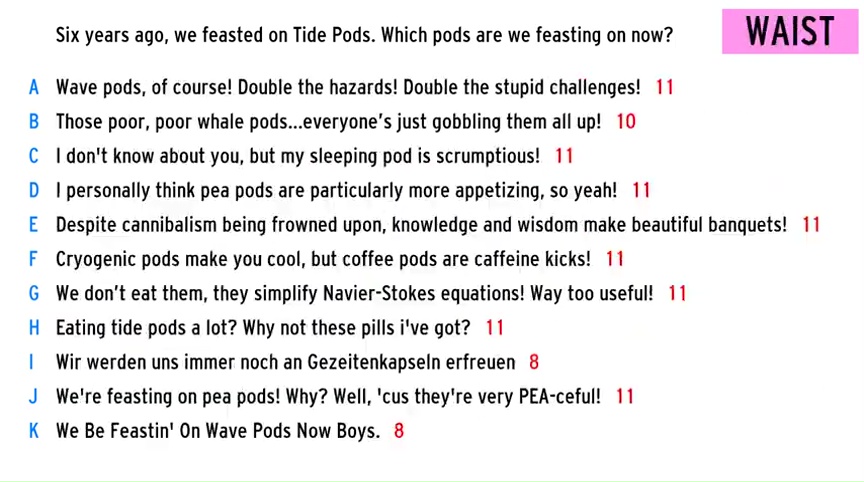 Six years ago, we feasted on Tide Pods. Which pods are we feasting on now?
WAIST
A Wave pods, of course! Double the hazards! Double the stupid challenges! 11
B Those poor, poor whale pods...everyone's just gobbling them all up! 10
C I don't know about you, but my sleeping pod is scrumptious! 11
D I personally think pea pods are particularly more appetizing, so yeah! 11
E Despite cannibalism being frowned upon, knowledge and wisdom make beautiful banquets! 11
F Cryogenic pods make you cool, but coffee pods are caffeine kicks! 11
G We don't eat them, they simplify Navier-Stokes equations! Way too useful! 11
H Eating tide pods a lot? Why not these pills i've got? 11
I Wir werden uns immer noch an Gezeitenkapseln erfreuen 8
J We're feasting on pea pods! Why? Well, 'cus they're very PEA-ceful! 11
K We Be Feastin' On Wave Pods Now Boys. 8